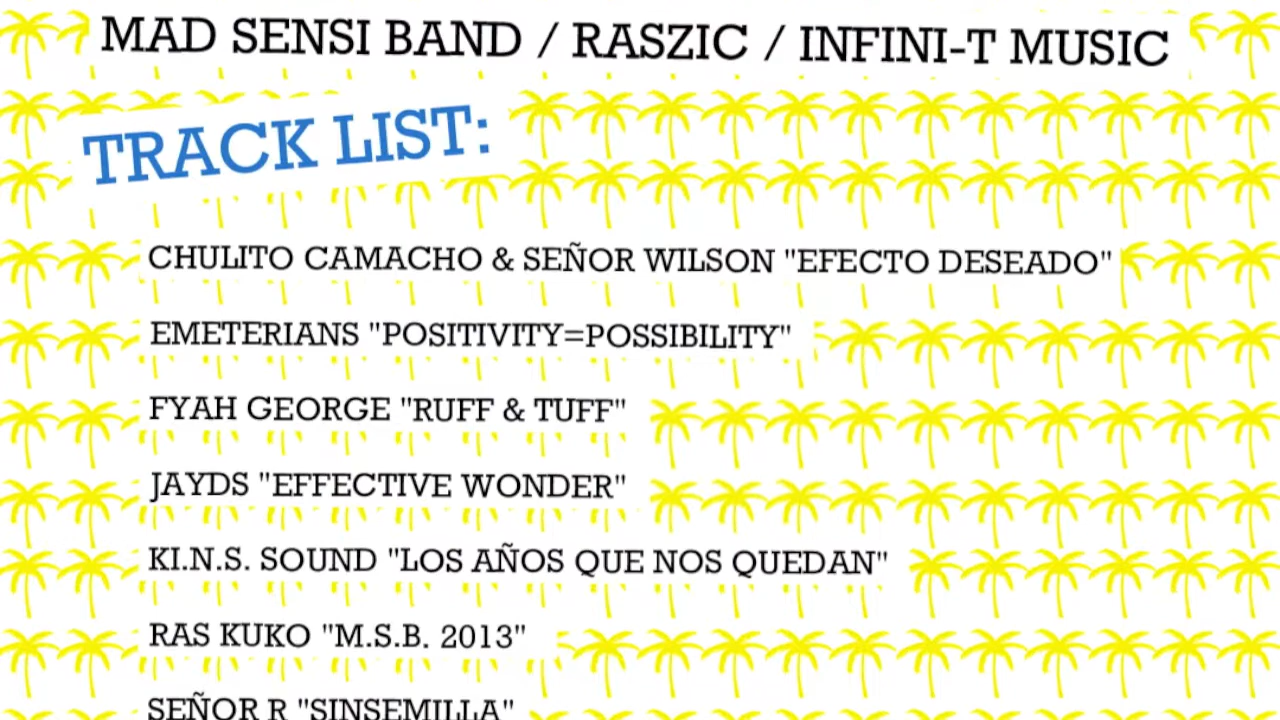 MAD SENSI BAND / RASZIC / INFINI-T MUSIC
TRACK LIST:
CHULITO CAMACHO & SEÑOR WILSON "EFECTO DESEADO"
EMETERIANS "POSITIVITY=POSSIBILITY"
FYAH GEORGE "RUFF & TUFF"
JAYDS "EFFECTIVE WONDER"
KI.N.S. SOUND "LOS AÑOS QUE NOS QUEDAN"
RAS KUKO "M.S.B. 2013"
SEÑOR R "SINSEMILLA"